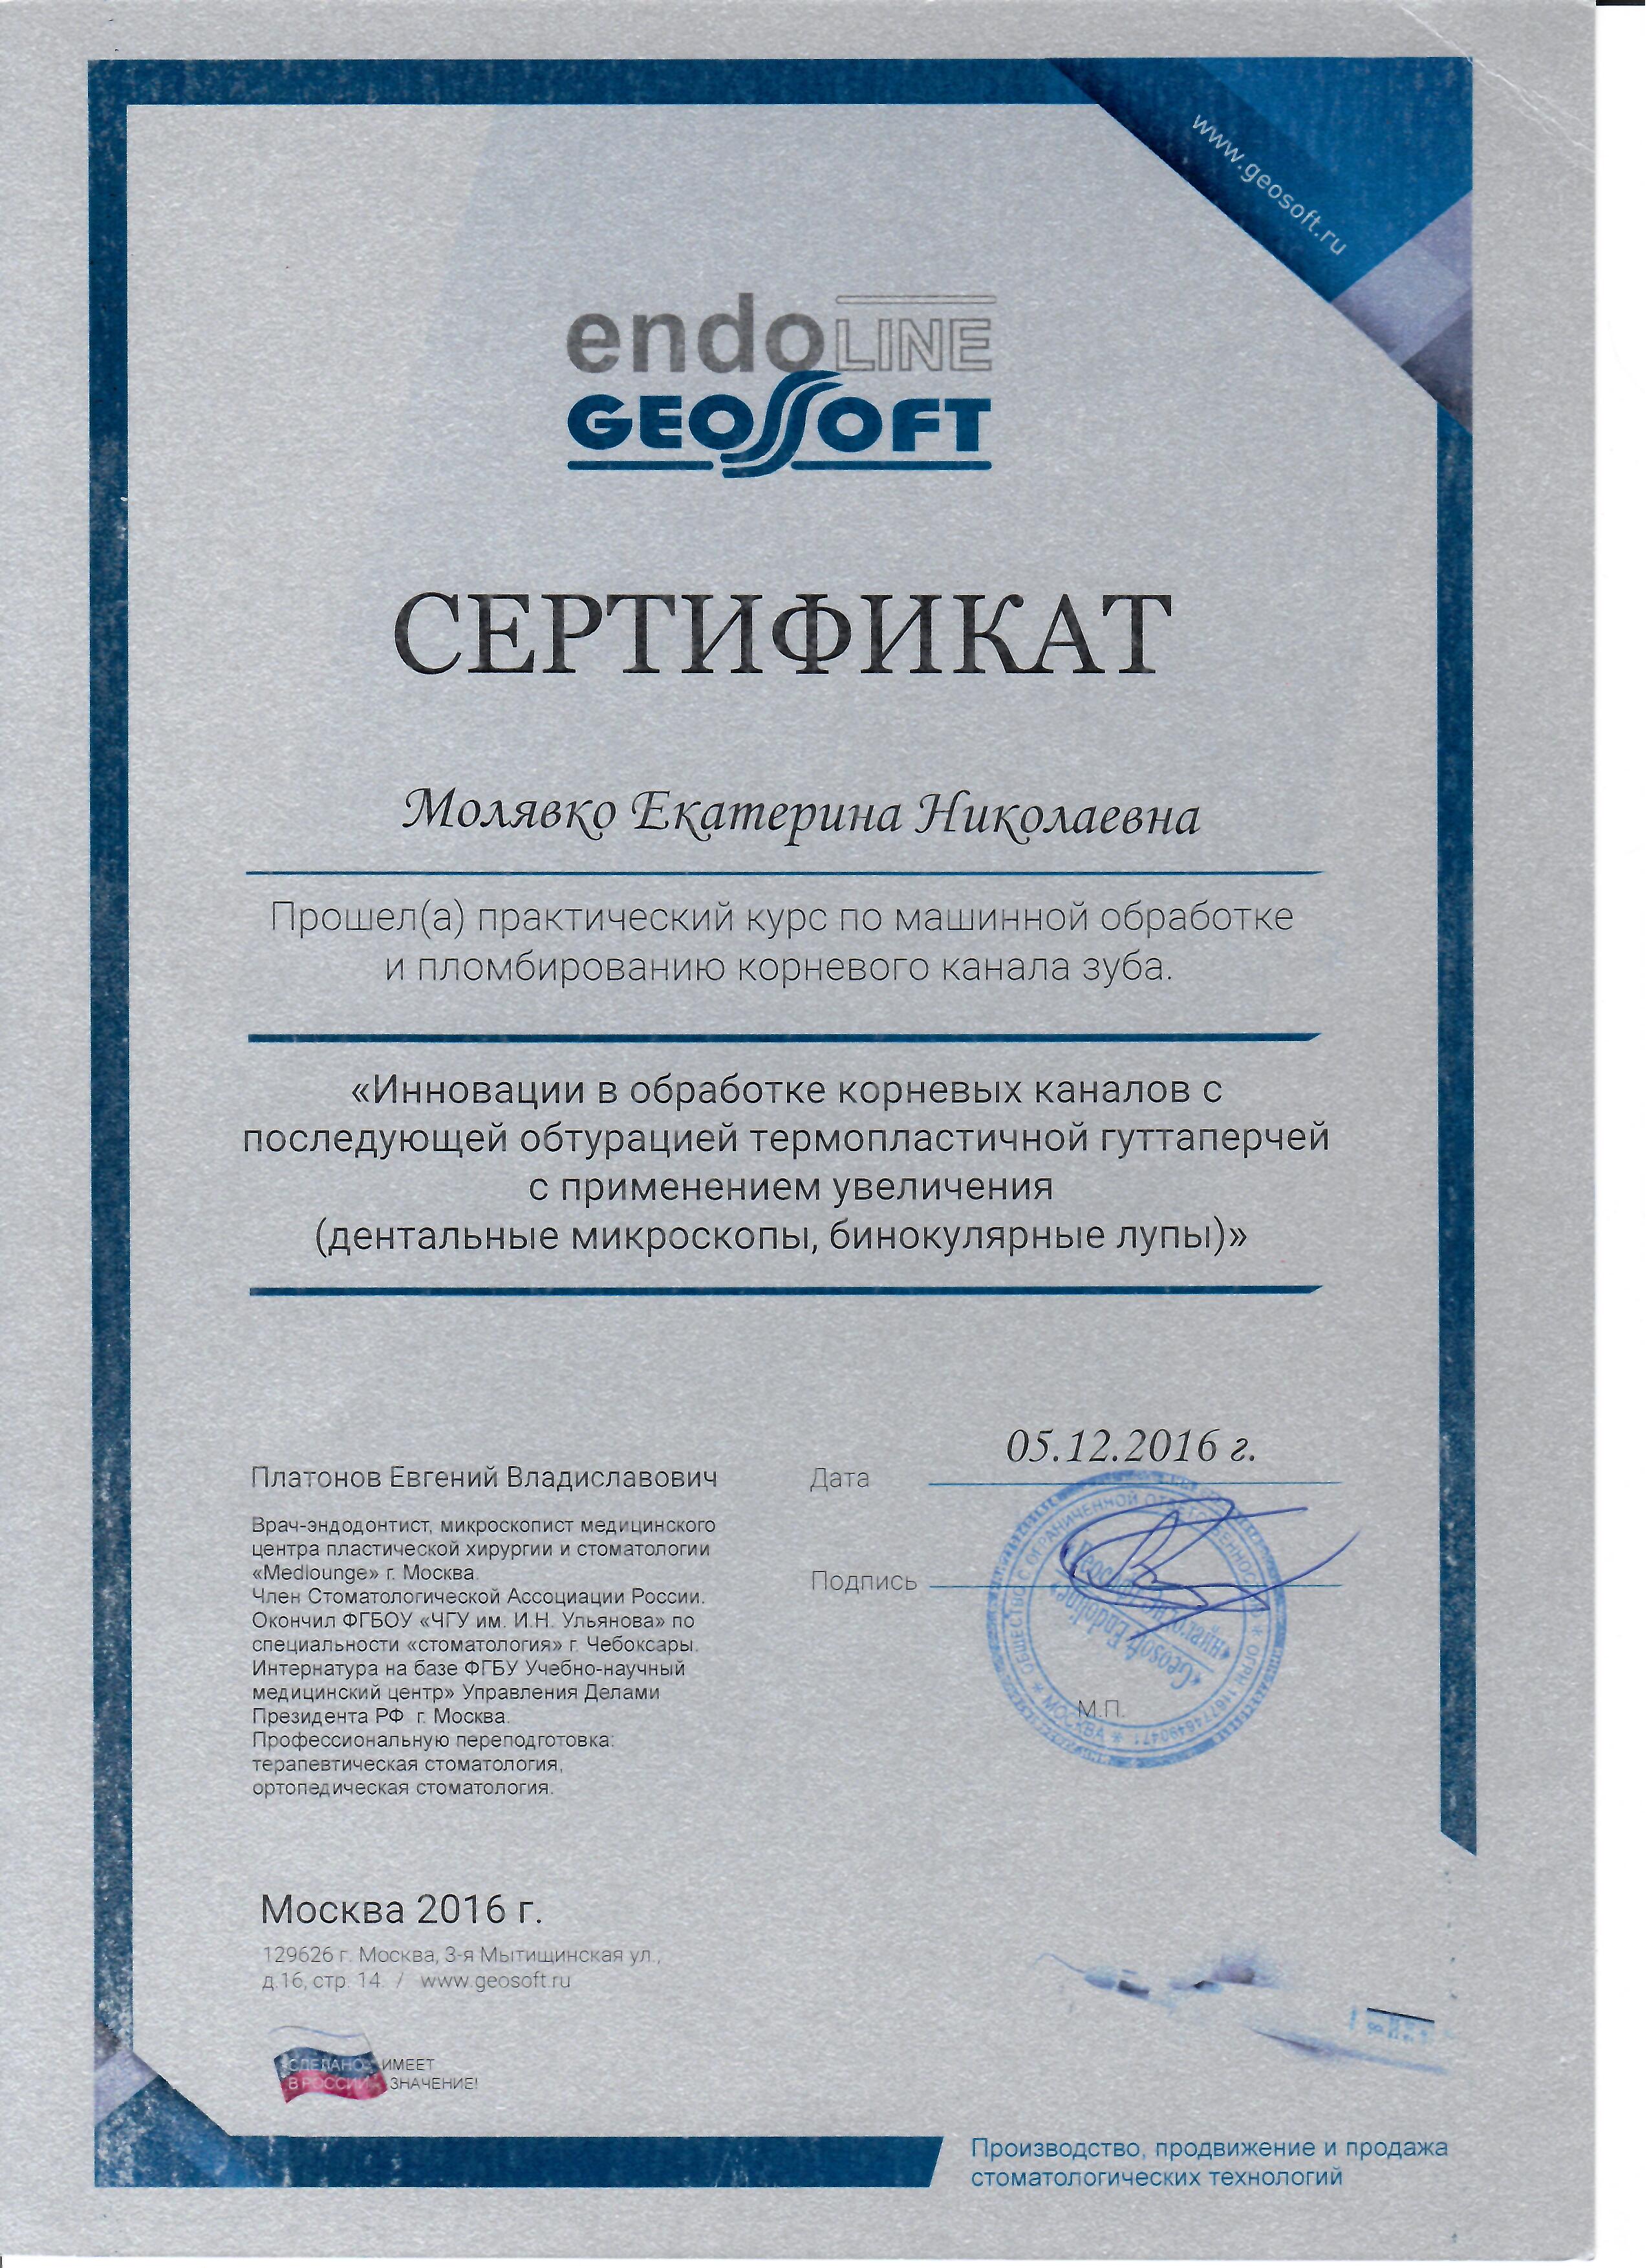 www.geosoft.ru
endoLINE
GEOSOFT
СЕРТИФИКАТ
Молявко Екатерина Николаевна
Прошел(а) практический курс по машинной обработке
и пломбированию корневого канала зуба.
«Инновации в обработке корневых каналов с
последующей обтурацией термопластичной гуттаперчей
с применением увеличения
(дентальные микроскопы, бинокулярные лупы)»
05.12.2016 г.
Дата
Подпись
ОБЩЕСТВО С ОГРАНИЧЕННОЙ ОТВЕТСТВЕННОСТЬЮ
МОСКВА
«Geosoft Endoline»
М.П.
Платонов Евгений Владиславович
Врач-эндодонтист, микроскопист медицинского
центра пластической хирургии и стоматологии
«Medlounge» г. Москва.
Член Стоматологической Ассоциации России.
Окончил ФГБОУ «ЧГУ им. И.Н. Ульянова» по
специальности «стоматология» г. Чебоксары.
Интернатура на базе ФГБУ Учебно-научный
медицинский центр» Управления Делами
Президента РФ г. Москва.
Профессиональную переподготовка:
терапевтическая стоматология,
ортопедическая стоматология.
Москва 2016 г.
129626 г. Москва, 3-я Мытищинская ул.,
д.16, стр. 14. / www.geosoft.ru
СДЕЛАНО ИМЕЕТ
В РОССИИ ЗНАЧЕНИЕ!
Производство, продвижение и продажа
стоматологических технологий